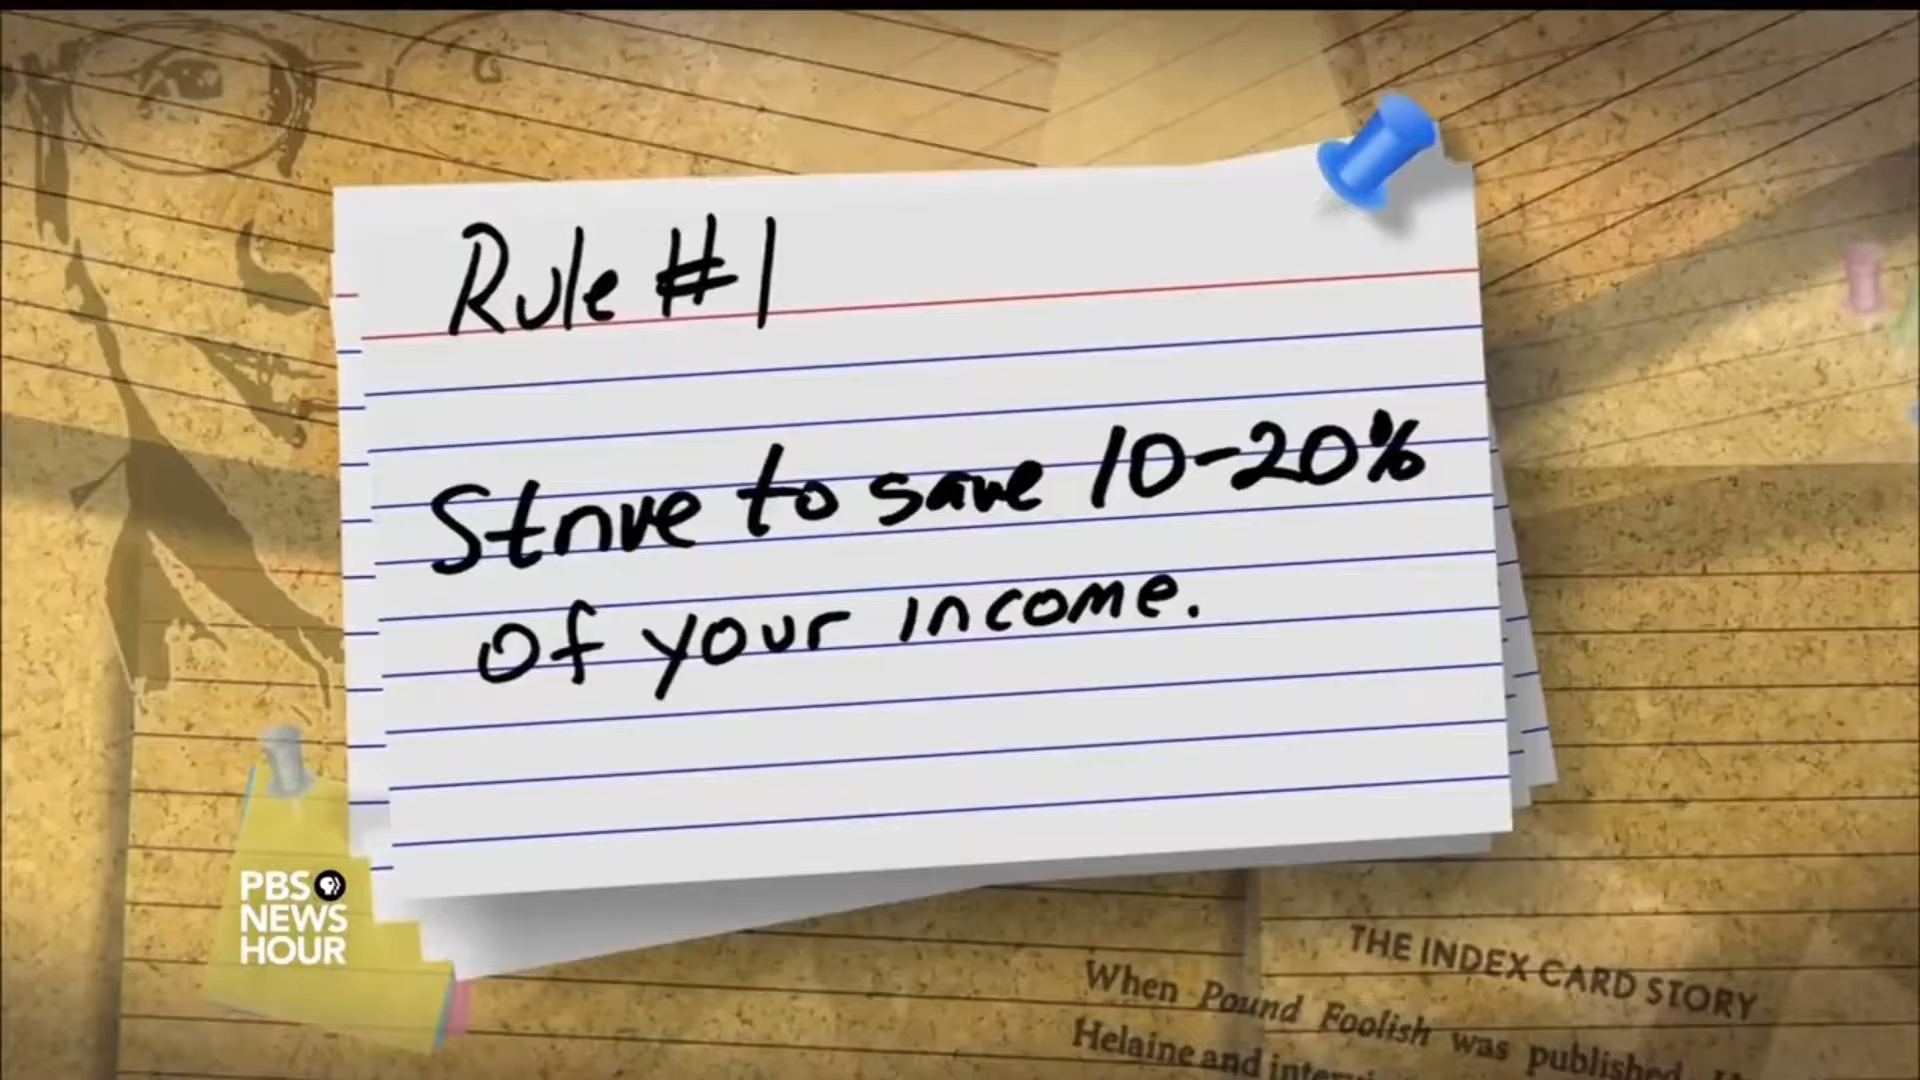 Rule #1
Strive to save 10-20%
of your income.
PBS
NEWS
HOUR
THE INDEX CARD STORY
When Pound Foolish was published
Helaine and